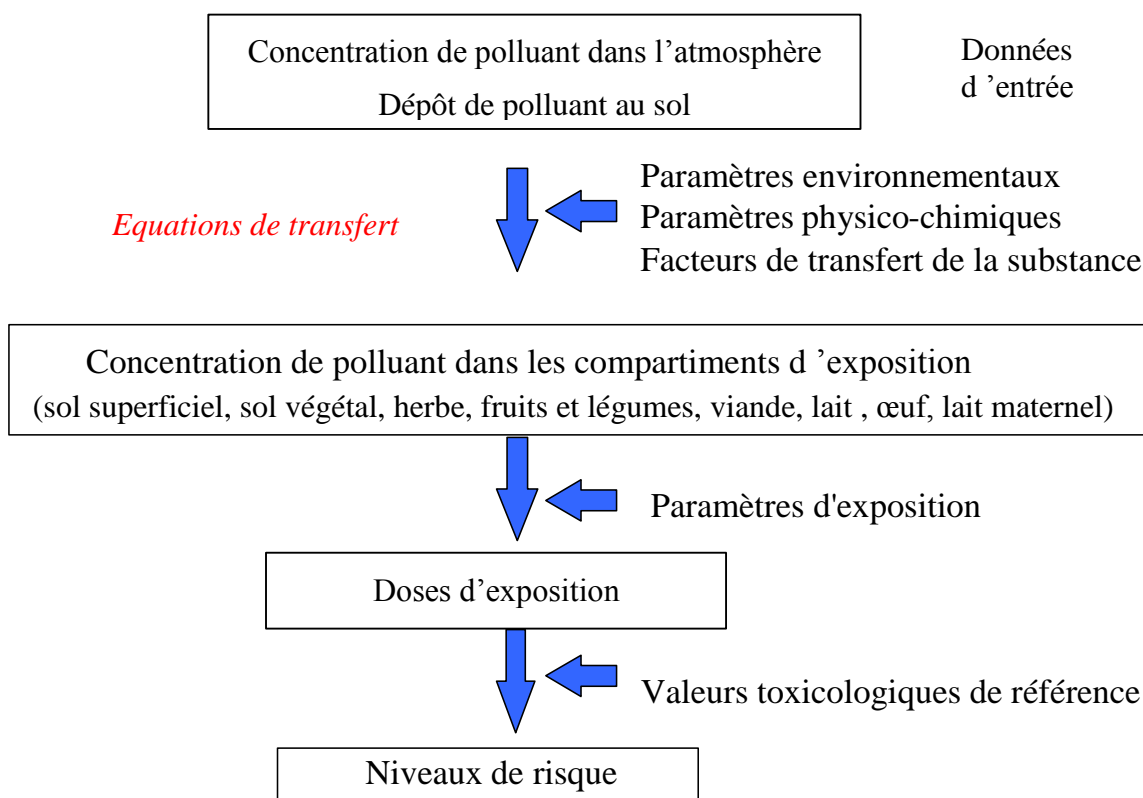 Concentration de polluant dans l’atmosphère
Dépôt de polluant au sol
Données
d ’entrée
Paramètres environnementaux
Equations de transfert
Paramètres physico-chimiques
Facteurs de transfert de la substance
Concentration de polluant dans les compartiments d ’exposition
(sol superficiel, sol végétal, herbe, fruits et légumes, viande, lait , œuf, lait maternel)
Paramètres d'exposition
Doses d’exposition
Valeurs toxicologiques de référence
Niveaux de risque